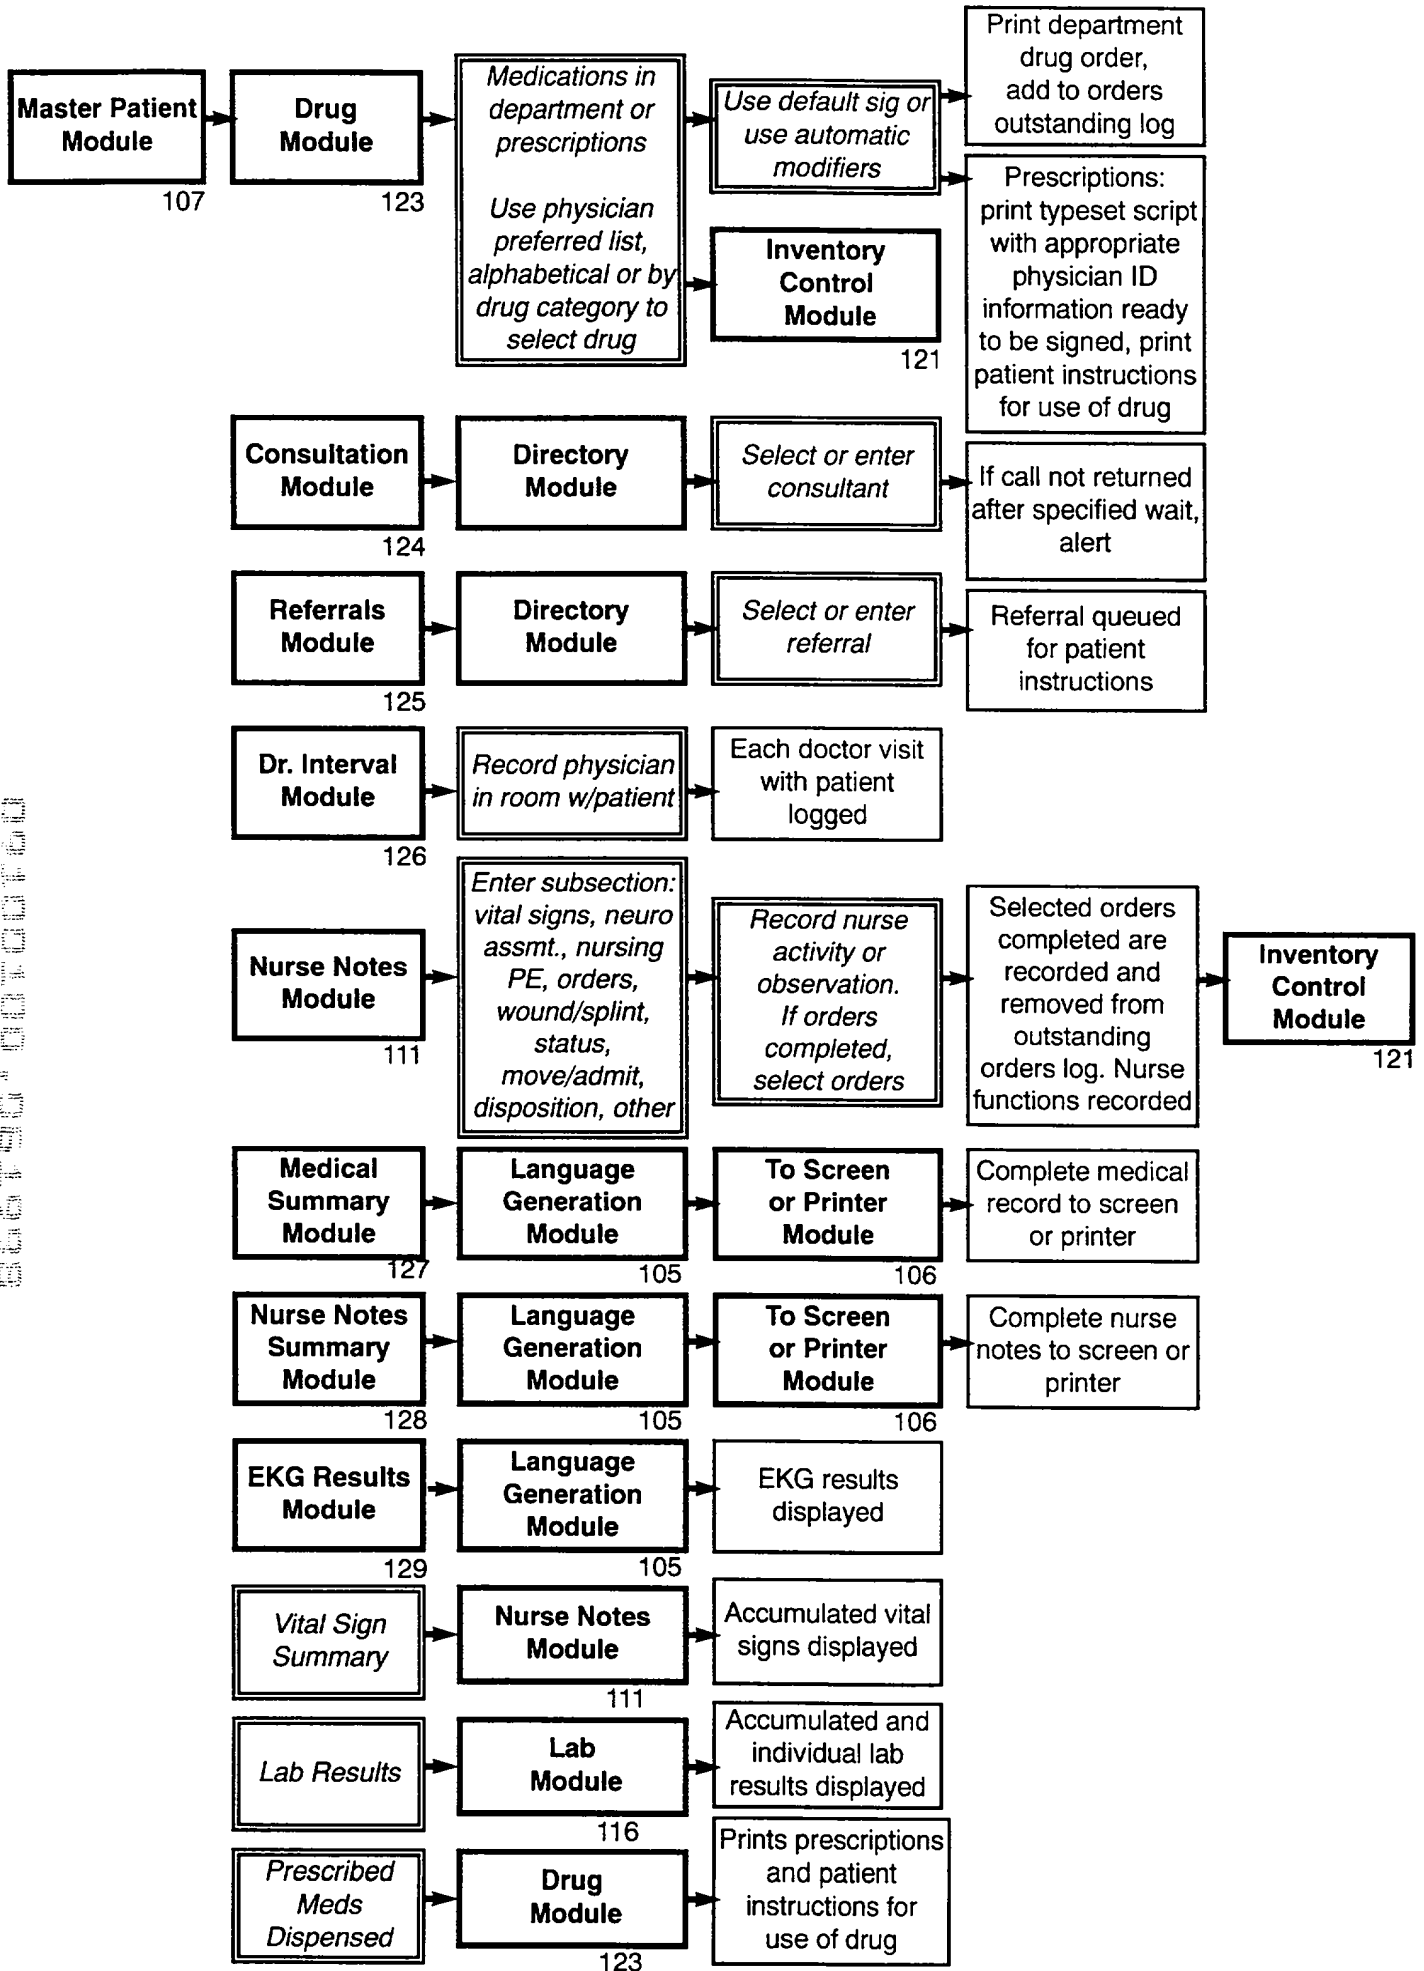 Master Patient
Module
107
Drug
Module
123
Medications in
department or
prescriptions
Use physician
preferred list,
alphabetical or by
drug category to
select drug
Use default sig or
use automatic
modifiers
Inventory
Control
Module
121
Print department
drug order,
add to orders
outstanding log
Prescriptions:
print typeset script
with appropriate
physician ID
information ready
to be signed, print
patient instructions
for use of drug
Consultation
Module
124
Directory
Module
Select or enter
consultant
If call not returned
after specified wait,
alert
Referrals
Module
125
Directory
Module
Select or enter
referral
Referral queued
for patient
instructions
Dr. Interval
Module
126
Record physician
in room w/patient
Each doctor visit
with patient
logged
Nurse Notes
Module
111
Enter subsection:
vital signs, neuro
assmt., nursing
PE, orders,
wound/splint,
status,
move/admit,
disposition, other
Record nurse
activity or
observation.
If orders
completed,
select orders
Selected orders
completed are
recorded and
removed from
outstanding
orders log. Nurse
functions recorded
Inventory
Control
Module
121
Medical
Summary
Module
127
Language
Generation
Module
105
To Screen
or Printer
Module
106
Complete medical
record to screen
or printer
Nurse Notes
Summary
Module
128
Language
Generation
Module
105
To Screen
or Printer
Module
106
Complete nurse
notes to screen or
printer
EKG Results
Module
129
Language
Generation
Module
105
EKG results
displayed
Vital Sign
Summary
Nurse Notes
Module
111
Accumulated vital
signs displayed
Lab Results
Lab
Module
116
Accumulated and
individual lab
results displayed
Prescribed
Meds
Dispensed
Drug
Module
123
Prints prescriptions
and patient
instructions for
use of drug